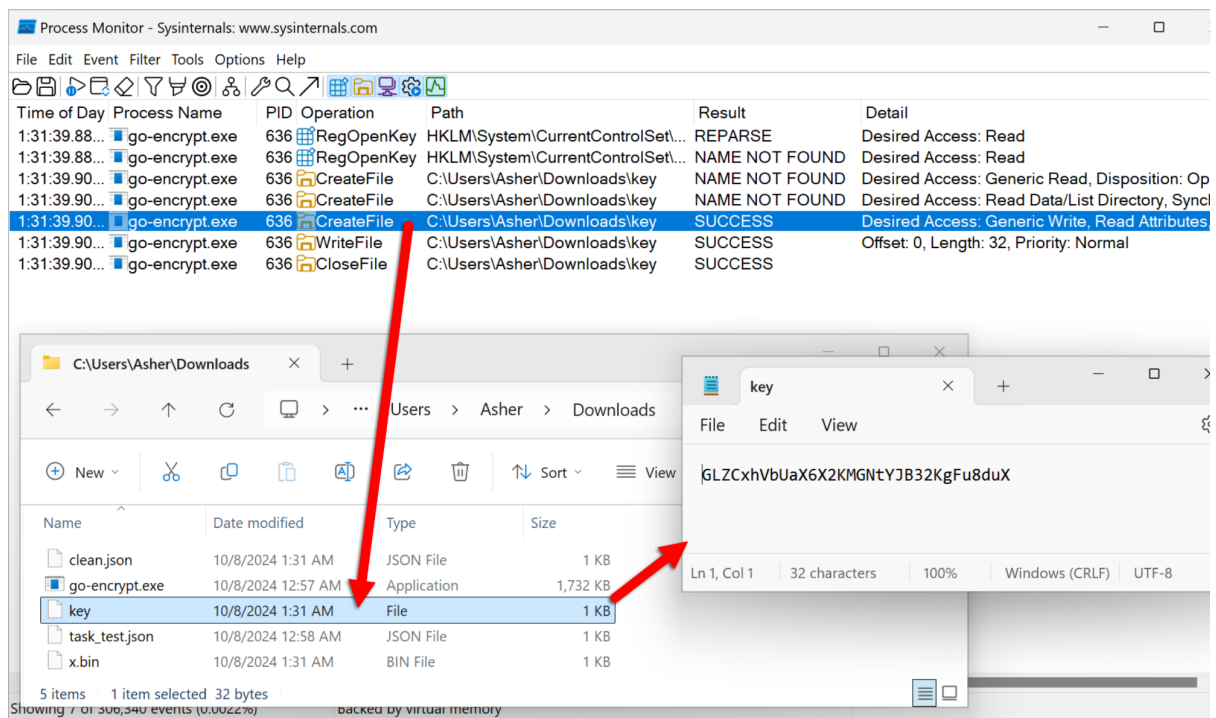 Process Monitor - Sysinternals: www.sysinternals.com
File Edit Event Filter Tools Options Help
Time of Day Process Name PID Operation Path Result Detail
1:31:39.88... go-encrypt.exe 636 RegOpenKey HKLM\System\CurrentControlSet\... REPARSE Desired Access: Read
1:31:39.88... go-encrypt.exe 636 RegOpenKey HKLM\System\CurrentControlSet\... NAME NOT FOUND Desired Access: Read
1:31:39.90... go-encrypt.exe 636 CreateFile C:\Users\Asher\Downloads\key NAME NOT FOUND Desired Access: Generic Read, Disposition: Op
1:31:39.90... go-encrypt.exe 636 CreateFile C:\Users\Asher\Downloads\key NAME NOT FOUND Desired Access: Read Data/List Directory, Sync
1:31:39.90... go-encrypt.exe 636 CreateFile C:\Users\Asher\Downloads\key SUCCESS Desired Access: Generic Write, Read Attributes.
1:31:39.90... go-encrypt.exe 636 WriteFile C:\Users\Asher\Downloads\key SUCCESS Offset: 0, Length: 32, Priority: Normal
1:31:39.90... go-encrypt.exe 636 CloseFile C:\Users\Asher\Downloads\key SUCCESS
C:\Users\Asher\Downloads
... Users > Asher > Downloads
New Sort View
Name Date modified Type Size
clean.json 10/8/2024 1:31 AM JSON File 1 KB
go-encrypt.exe 10/8/2024 12:57 AM Application 1,732 KB
key 10/8/2024 1:31 AM File 1 KB
task_test.json 10/8/2024 12:58 AM JSON File 1 KB
x.bin 10/8/2024 1:31 AM BIN File 1 KB
5 items 1 item selected 32 bytes
key
File Edit View
GLZCxhVbUaX6X2KMGNtYJB32KgFu8duX
Ln 1, Col 1 32 characters 100% Windows (CRLF) UTF-8
Showing 7 of 306,340 events (0.0022%) Backed by virtual memory